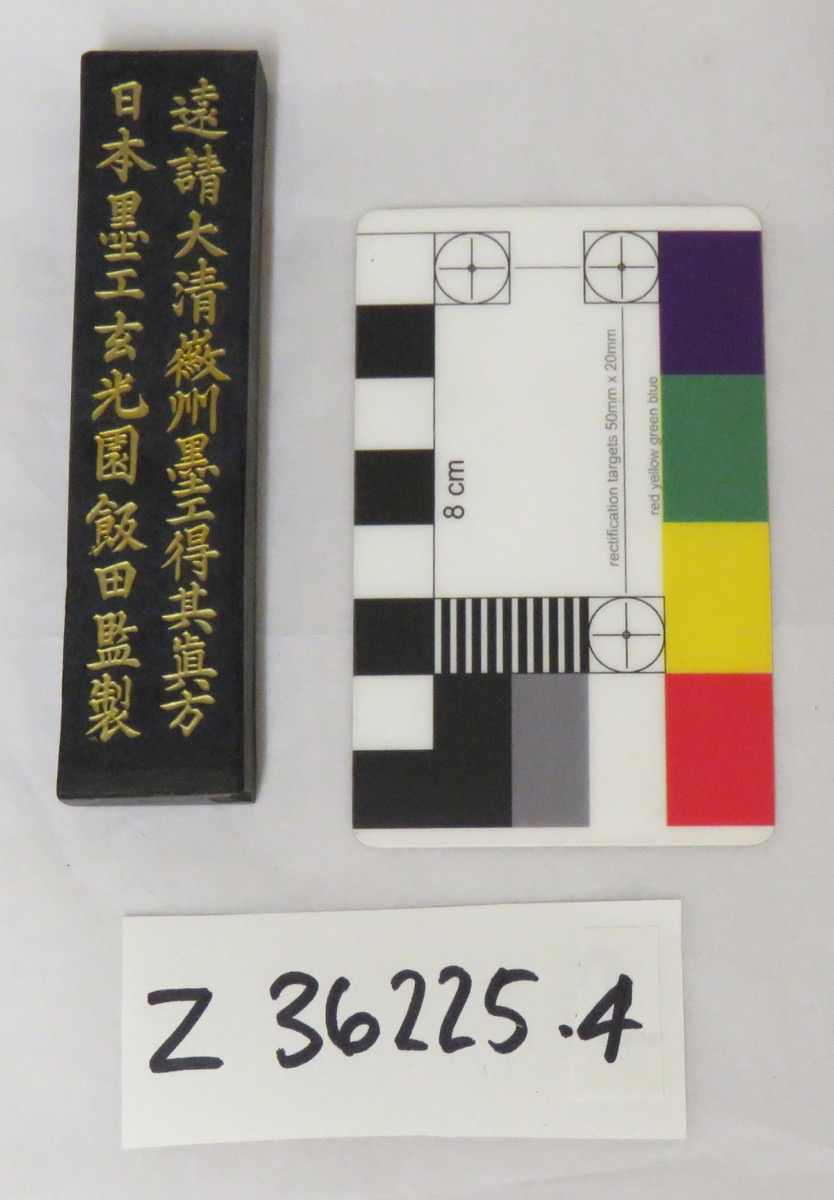 遠請大清徽州墨工得其眞方
日本墨工玄光園飯田監製
8 cm
rectification targets 50mm x 20mm
red yellow green blue
Z 36225.4